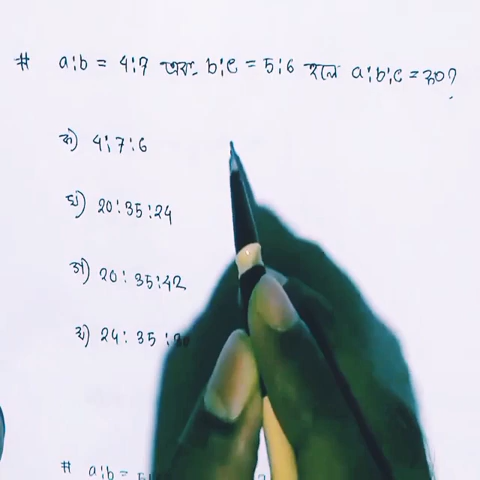 # a:b = 4:7 এবং b:c = 5:6 হলে a:b:c = কত?
ক) 4:7:6
খ) 20:35:24
গ) 20:35:42
ঘ) 24:35:
# a:b =